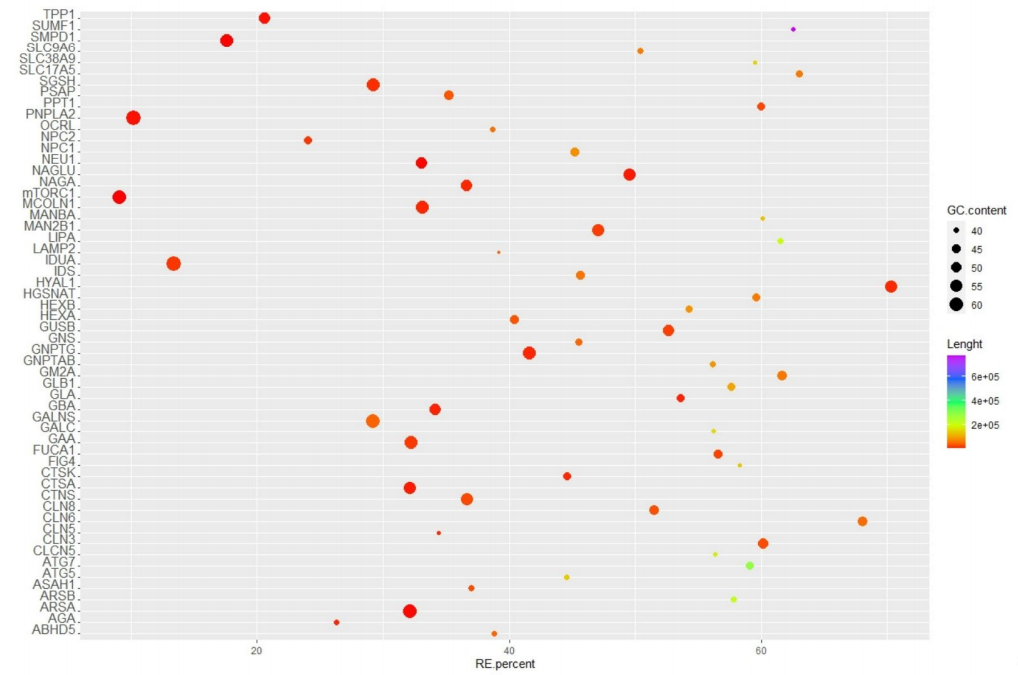 TPP1
SUMF1
SMPD1
SLC9A6
SLC38A9
SLC17A5
SGSH
PSAP
PPT1
PNPLA2
OCRL
NPC2
NPC1
NEU1
NAGLU
NAGA
mTORC1
MCOLN1
MANBA
MAN2B1
LIPA
LAMP2
IDUA
IDS
HYAL1
HGSNAT
HEXB
HEXA
GUSB
GNS
GNPTG
GNPTAB
GM2A
GLB1
GLA
GBA
GALNS
GALC
GAA
FUCA1
FIG4
CTSK
CTSA
CTNS
CLN8
CLN6
CLN5
CLN3
CLCN5
ATG7
ATG5
ASAH1
ARSB
ARSA
AGA
ABHD5
20 40 60
RE.percent
GC.content
40
45
50
55
60
Lenght
6e+05
4e+05
2e+05